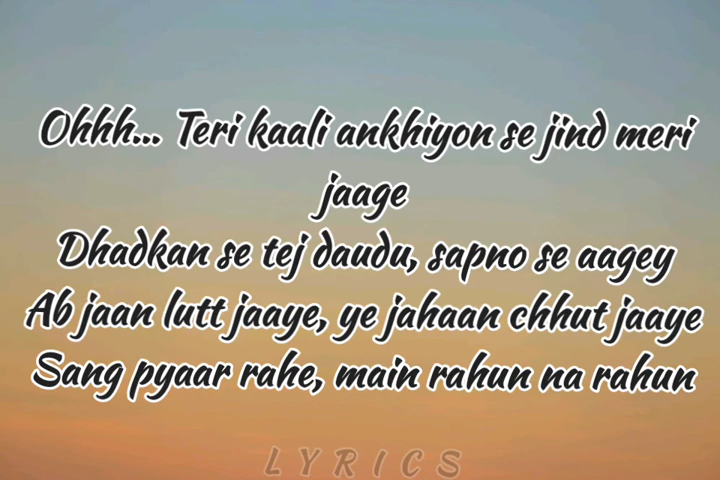 Ohhh... Teri kaali ankhiyon se jind meri
jaage
Dhadkan se tej daudu, sapno se aagey
Ab jaan lutt jaaye, ye jahaan chhut jaaye
Sang pyaar rahe, main rahun na rahun
LYRICS